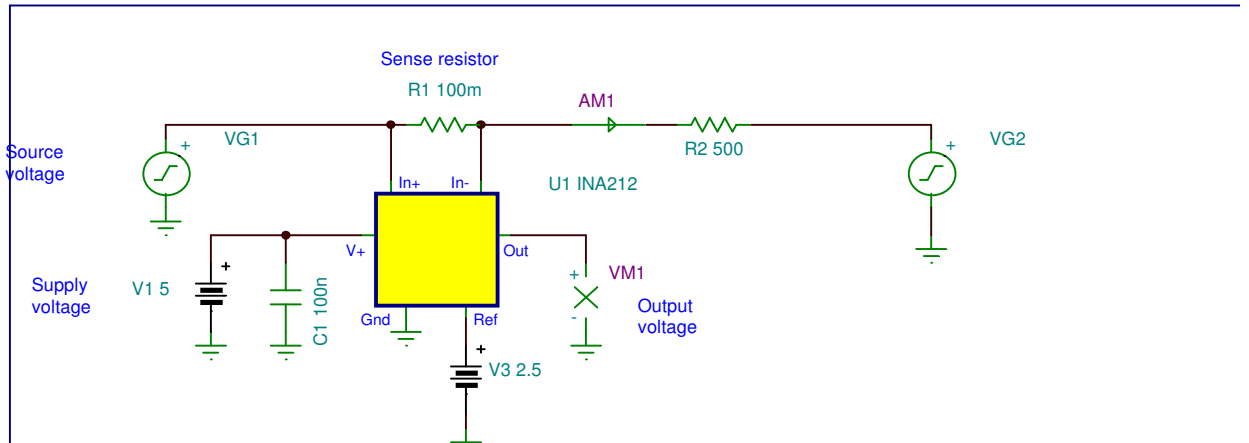 Sense resistor
R1 100m
AM1
VG1
+
R2 500
+
VG2
Source
voltage
In+
In-
U1 INA212
V+
Out
+
Supply
voltage
V1 5
C1 100n
+
VM1
-
Output
voltage
Gnd
Ref
+
V3 2.5